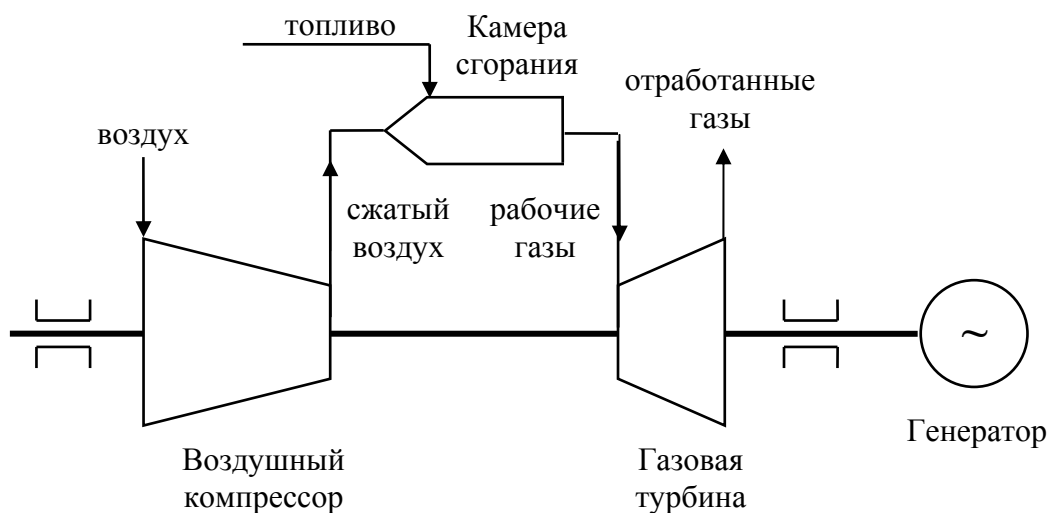 топливо
Камера
сгорания
отработанные
газы
воздух
сжатый
воздух
рабочие
газы
~
Генератор
Воздушный
компрессор
Газовая
турбина